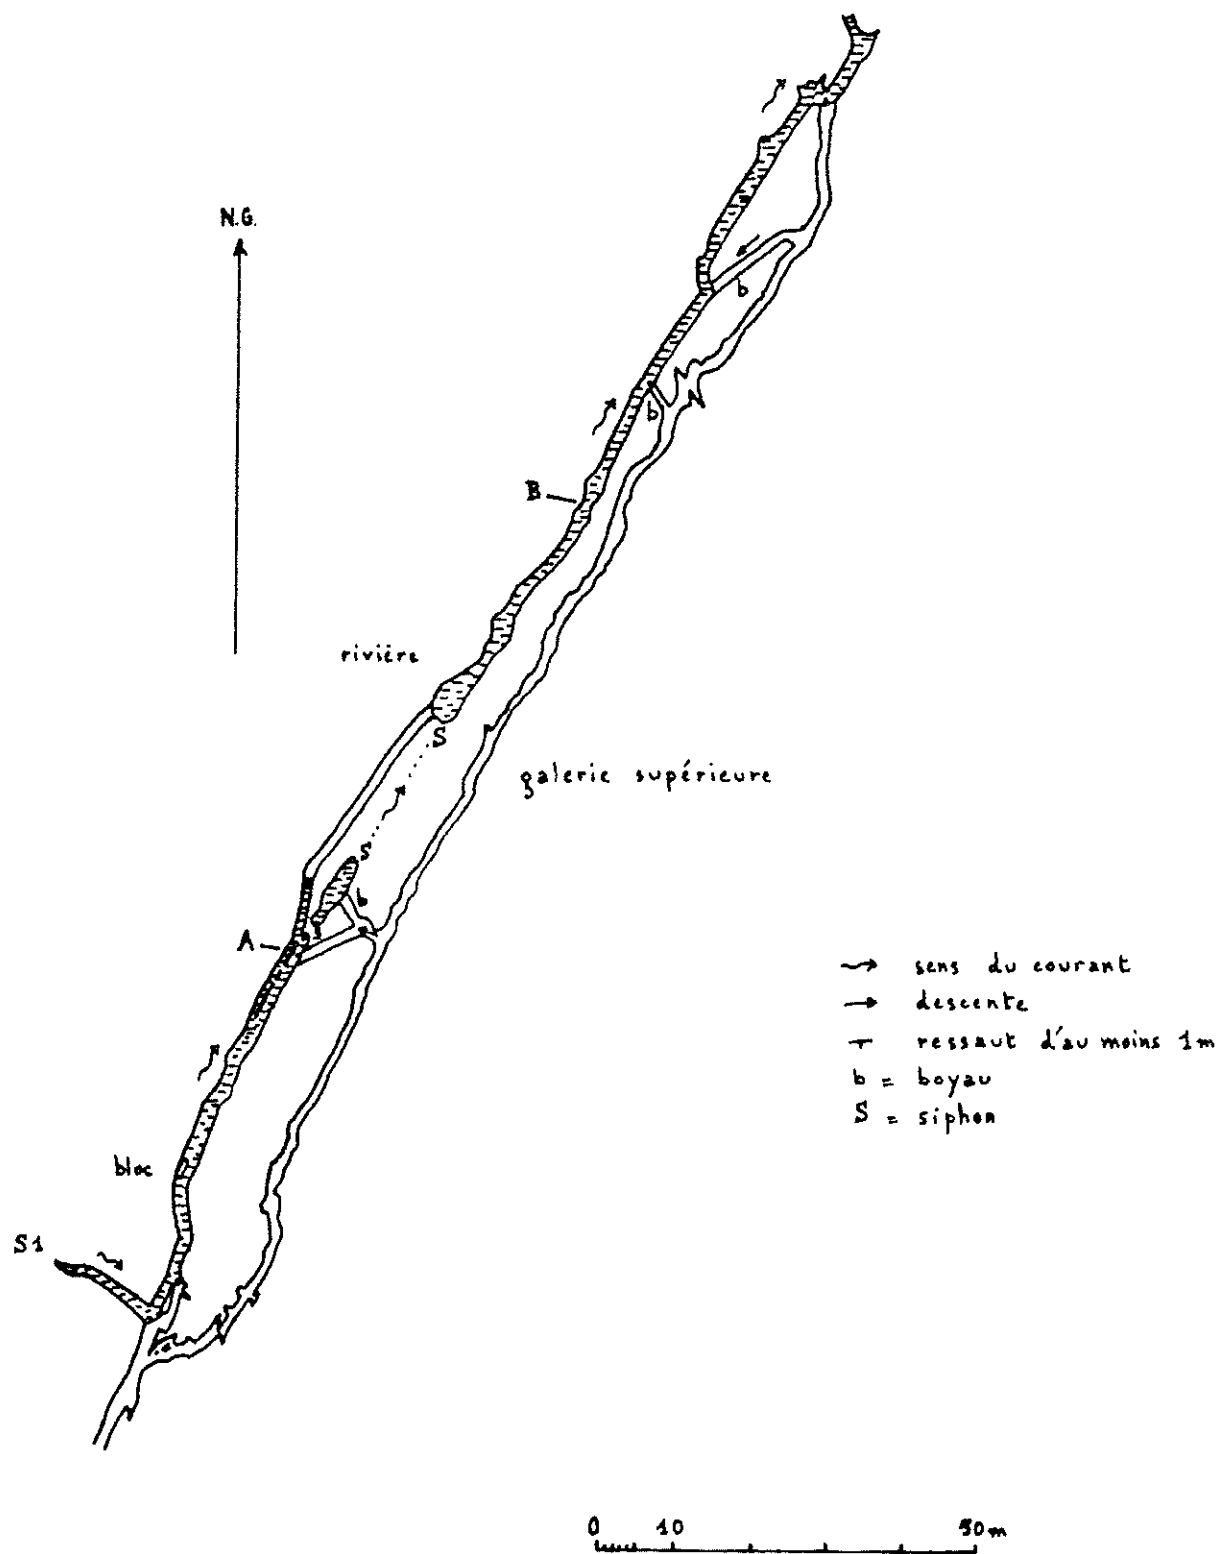 N.G.
b
b
B
rivière
S
galerie supérieure
S
b
A
S
sens du courant
descente
ressaut d'au moins 1m
b = boyau
S = siphon
bloc
S1
0 10 50m